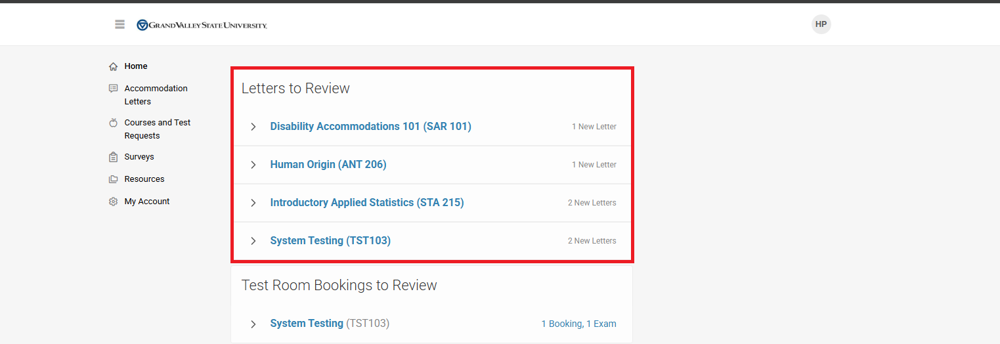 GRAND VALLEY STATE UNIVERSITY.
HP
Home
Accommodation
Letters
Courses and Test
Requests
Surveys
Resources
My Account
Letters to Review
Disability Accommodations 101 (SAR 101) 1 New Letter
Human Origin (ANT 206) 1 New Letter
Introductory Applied Statistics (STA 215) 2 New Letters
System Testing (TST103) 2 New Letters
Test Room Bookings to Review
System Testing (TST103) 1 Booking, 1 Exam